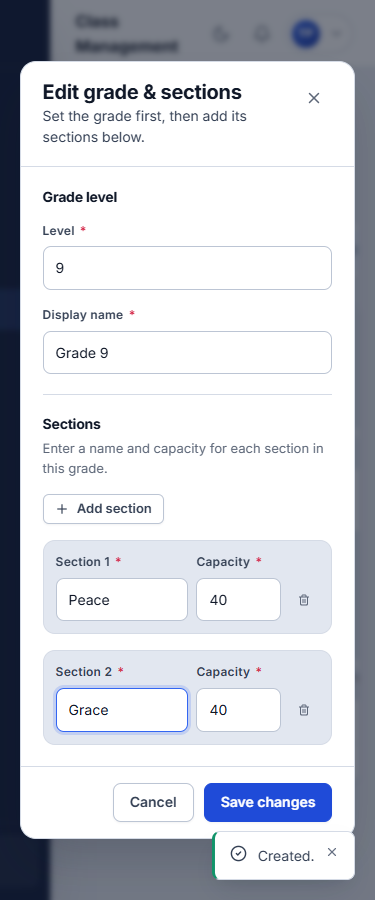 Class
Management
Edit grade & sections
Set the grade first, then add its
sections below.
Grade level
Level *
9
Display name *
Grade 9
Sections
Enter a name and capacity for each section in
this grade.
+ Add section
Section 1 * Capacity *
Peace 40
Section 2 * Capacity *
Grace 40
Cancel Save changes
Created.